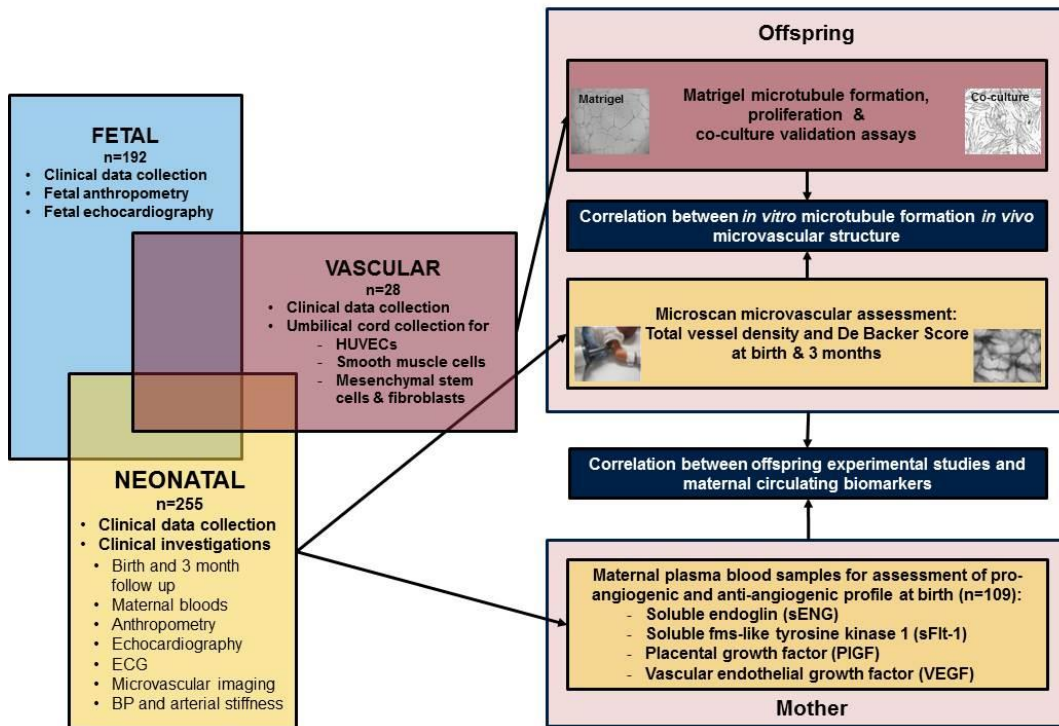 FETAL
n=192
• Clinical data collection
• Fetal anthropometry
• Fetal echocardiography
VASCULAR
n=28
• Clinical data collection
• Umbilical cord collection for
- HUVECs
- Smooth muscle cells
- Mesenchymal stem
cells & fibroblasts
NEONATAL
n=255
• Clinical data collection
• Clinical investigations
• Birth and 3 month
follow up
• Maternal bloods
• Anthropometry
• Echocardiography
• ECG
• Microvascular imaging
• BP and arterial stiffness
Offspring
Matrigel
Matrigel microtubule formation,
proliferation &
co-culture validation assays
Co-culture
Correlation between in vitro microtubule formation in vivo
microvascular structure
Microscan microvascular assessment:
Total vessel density and De Backer Score
at birth & 3 months
Correlation between offspring experimental studies and
maternal circulating biomarkers
Maternal plasma blood samples for assessment of pro-
angiogenic and anti-angiogenic profile at birth (n=109):
- Soluble endoglin (sENG)
- Soluble fms-like tyrosine kinase 1 (sFlt-1)
- Placental growth factor (PlGF)
- Vascular endothelial growth factor (VEGF)
Mother